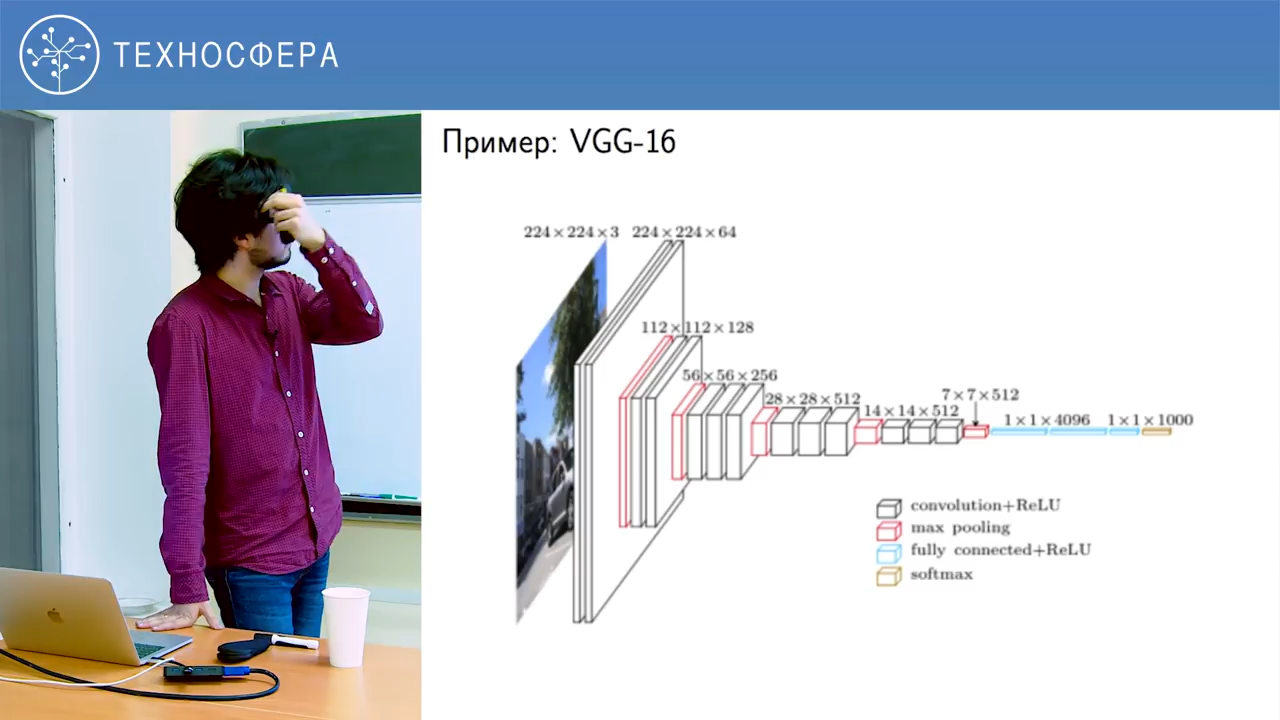 ТЕХНОСФЕРА
Пример: VGG-16
224×224×3 224×224×64
112×112×128
56×56×256
28×28×512
14×14×512
7×7×512
1×1×4096 1×1×1000
convolution+ReLU
max pooling
fully connected+ReLU
softmax